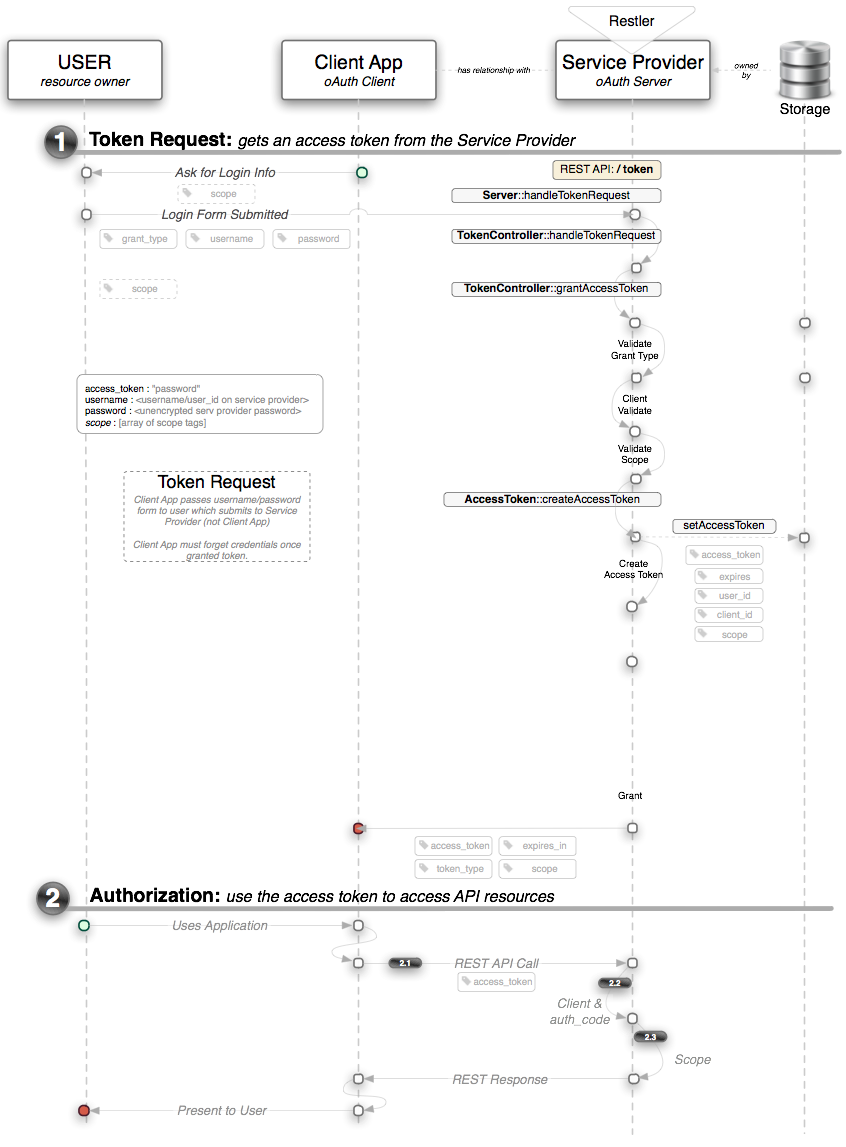 Restler
USER
resource owner
Client App
oAuth Client
has relationship with
Service Provider
oAuth Server
owned
by
Storage
1
Token Request: gets an access token from the Service Provider
Ask for Login Info
REST API: / token
scope
Server::handleTokenRequest
Login Form Submitted
grant_type
username
password
TokenController::handleTokenRequest
scope
TokenController::grantAccessToken
Validate
Grant Type
access_token : "password"
username : <username/user_id on service provider>
password : <unencrypted serv provider password>
scope : [array of scope tags]
Client
Validate
Validate
Scope
Token Request
Client App passes username/password
form to user which submits to Service
Provider (not Client App)
Client App must forget credentials once
granted token.
AccessToken::createAccessToken
setAccessToken
access_token
expires
user_id
client_id
scope
Create
Access Token
Grant
access_token
expires_in
token_type
scope
2
Authorization: use the access token to access API resources
Uses Application
2.1
REST API Call
access_token
2.2
Client &
auth_code
2.3
Scope
REST Response
Present to User